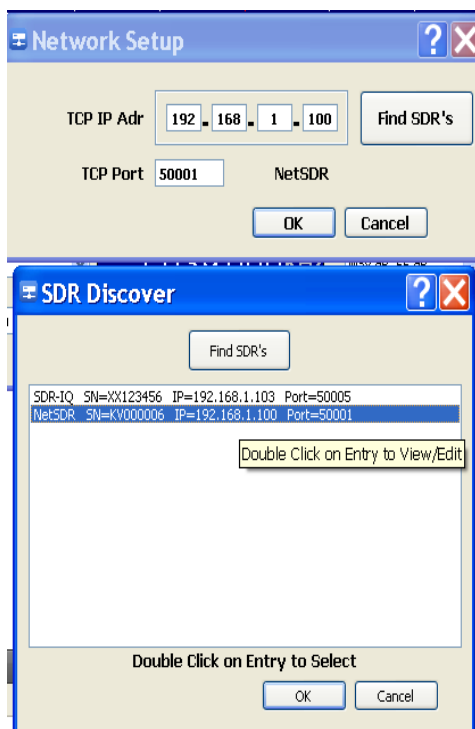 Network Setup
TCP IP Adr 192 . 168 . 1 . 100 Find SDR's
TCP Port 50001 NetSDR
OK Cancel
SDR Discover
Find SDR's
SDR-IQ SN=XX123456 IP=192.168.1.103 Port=50005
NetSDR SN=KV000006 IP=192.168.1.100 Port=50001
Double Click on Entry to View/Edit
Double Click on Entry to Select
OK Cancel